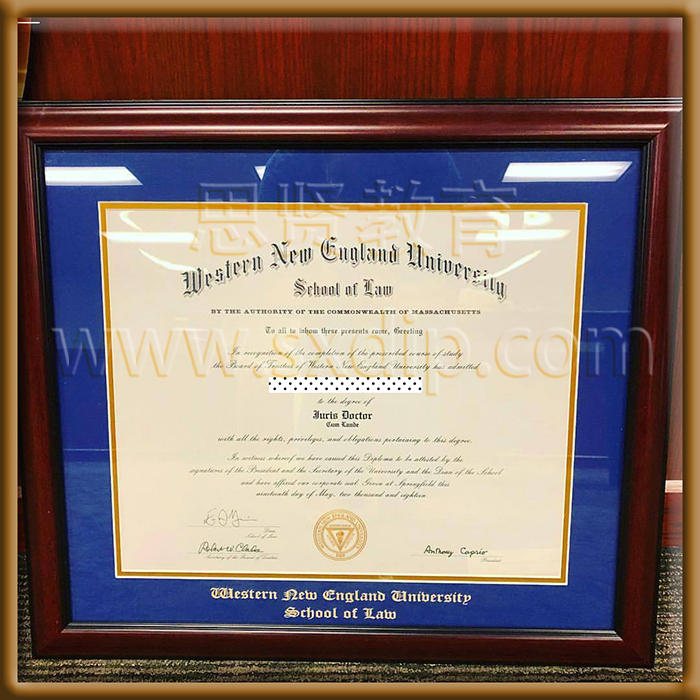 思贤教育
Western New England University
School of Law
BY THE AUTHORITY OF THE COMMONWEALTH OF MASSACHUSETTS
To all to whom these presents come, Greeting
www.sxdip.com
In recognition of the completion of the prescribed course of study
the Board of Trustees of Western New England University has admitted
to the degree of
Juris Doctor
Cum Laude
with all the rights, privileges, and obligations pertaining to this degree.
In witness whereof we have caused this Diploma to be attested by the
signatures of the President and the Secretary of the University and the Dean of the School
and have affixed our corporate seal. Given at Springfield this
nineteenth day of May, two thousand and eighteen.
Dean
School of Law
Secretary of the Board of Trustees
Anthony Caprio
President
Western New England University
School of Law